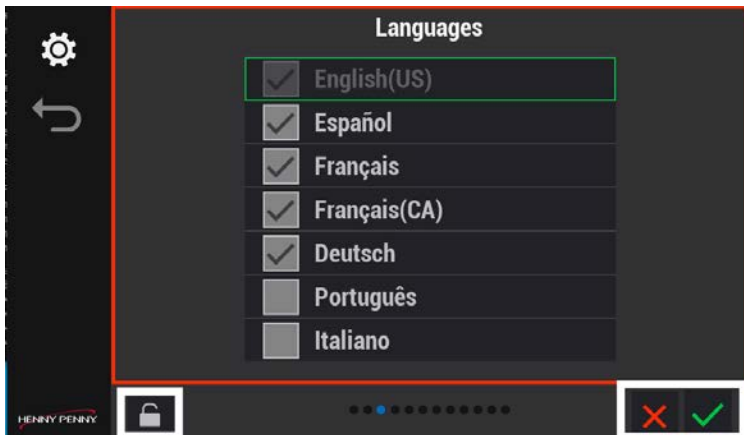 Languages
English(US)
Español
Français
Français(CA)
Deutsch
Português
Italiano
HENNY PENNY